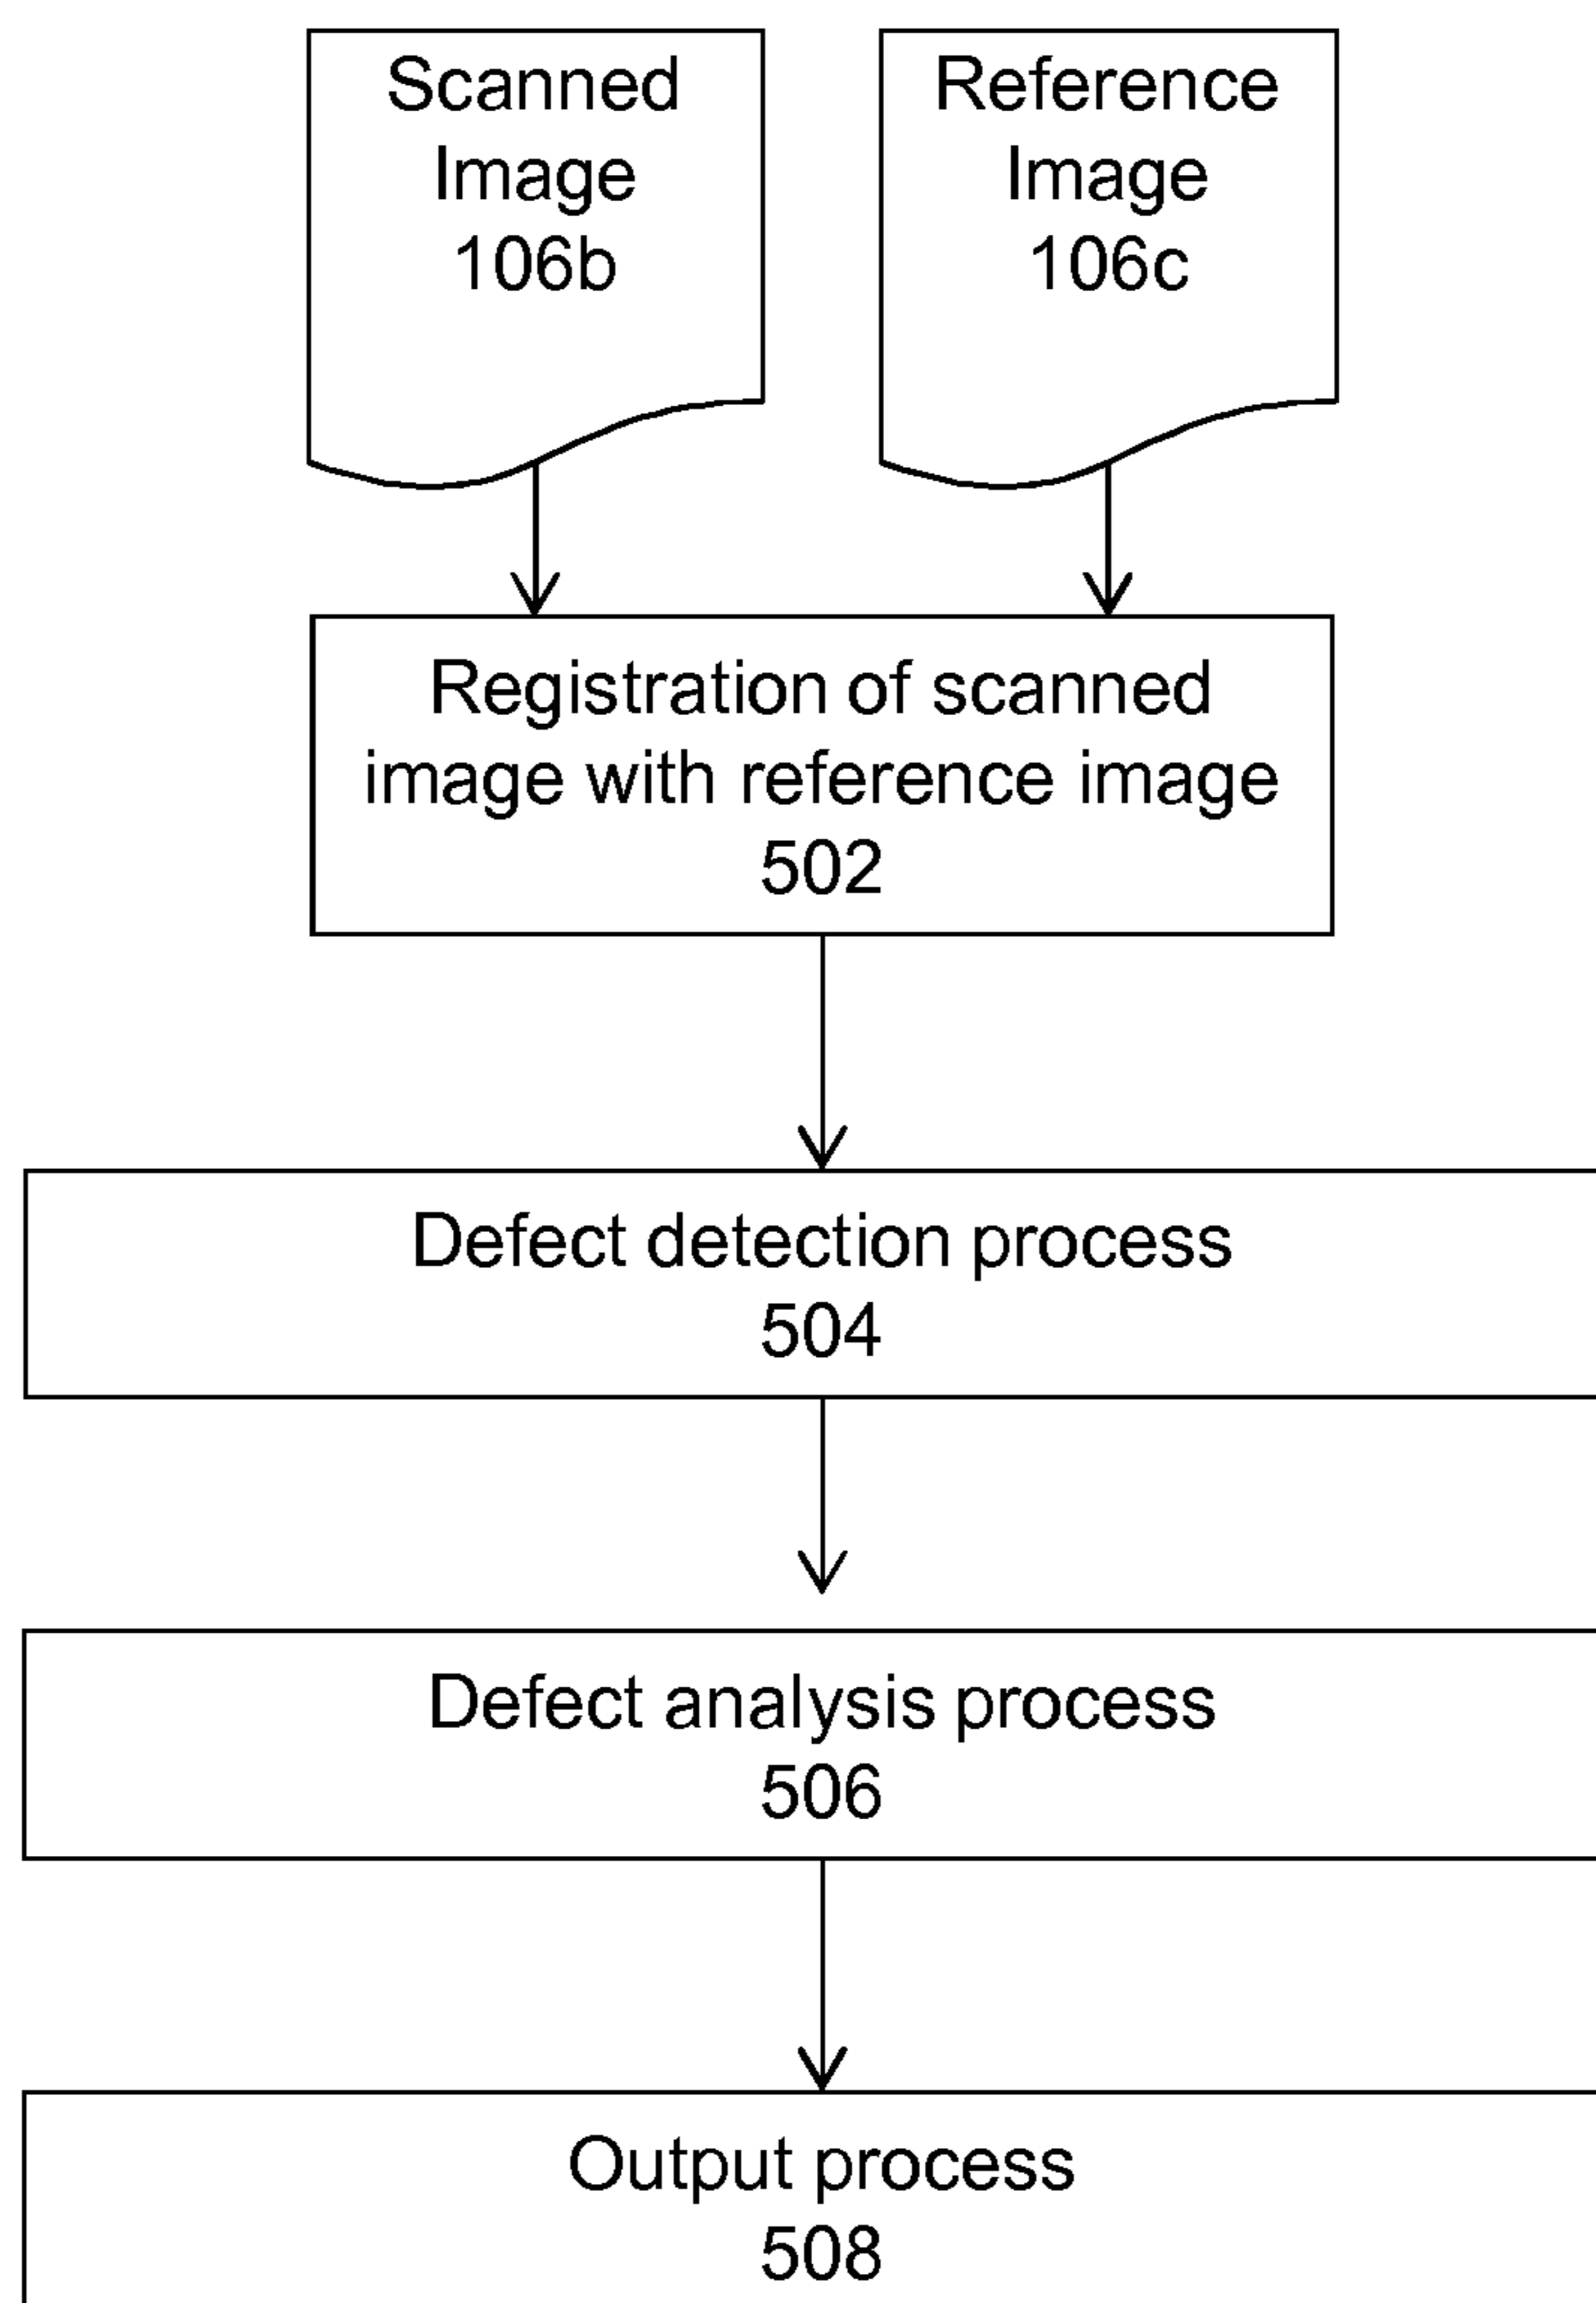 Scanned
Image
106b
Reference
Image
106c
Registration of scanned
image with reference image
502
Defect detection process
504
Defect analysis process
506
Output process
508